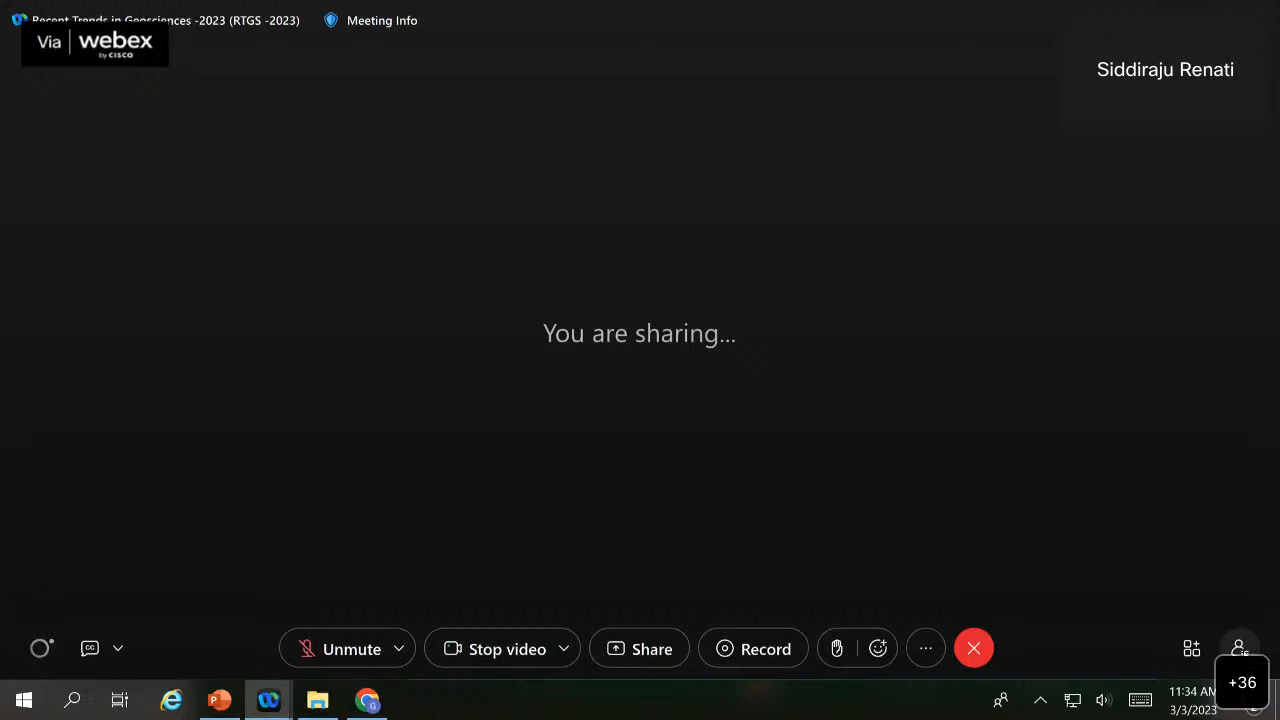 Recent Trends in Geosciences -2023 (RTGS -2023) Meeting Info
Via webex
by CISCO
Siddiraju Renati
You are sharing...
CC Unmute Stop video Share Record
+36
11:34 AM
3/3/2023